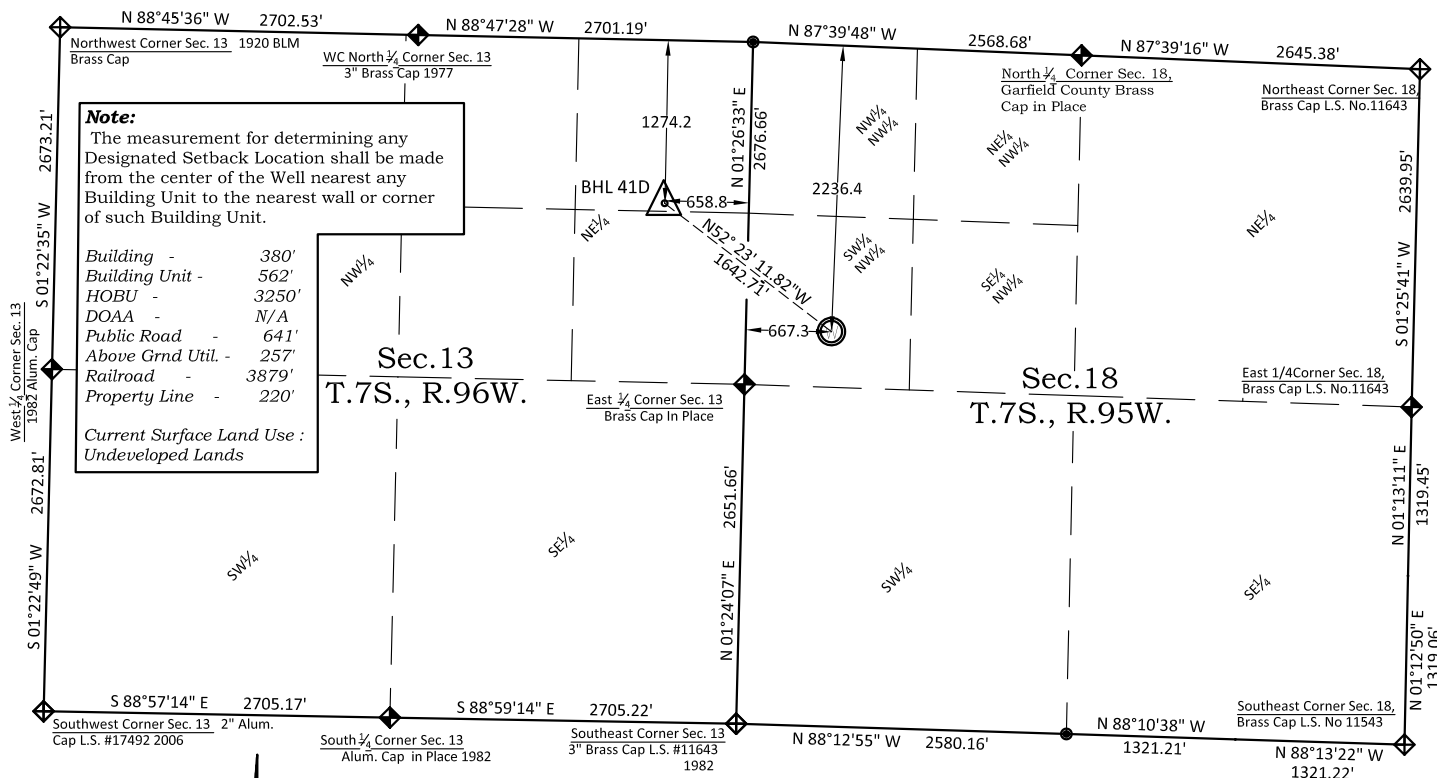 N 88°45'36" W 2702.53'
N 88°47'28" W 2701.19'
N 87°39'48" W 2568.68'
N 87°39'16" W 2645.38'
Northwest Corner Sec. 13 1920 BLM
Brass Cap
WC North 1/4 Corner Sec. 13
3" Brass Cap 1977
North 1/4 Corner Sec. 18,
Garfield County Brass
Cap in Place
Northeast Corner Sec. 18,
Brass Cap L.S. No.11643
S 01°22'35" W 2673.21'
Note:
The measurement for determining any
Designated Setback Location shall be made
from the center of the Well nearest any
Building Unit to the nearest wall or corner
of such Building Unit.
Building - 380'
Building Unit - 562'
HOBU - 3250'
DOAA - N/A
Public Road - 641'
Above Grnd Util. - 257'
Railroad - 3879'
Property Line - 220'
Current Surface Land Use :
Undeveloped Lands
1274.2
N 01°26'33" E
2676.66'
NW¼
NW¼
NE¼
NW¼
2236.4
BHL 41D
658.8
NE¼
NW¼
N52° 23' 11.82"W
1642.71'
SW¼
NW¼
SE¼
NW¼
NE¼
S 01°25'41" W 2639.95'
667.3
West ¼ Corner Sec. 13
1982 Alum. Cap
Sec.13
T.7S., R.96W.
East ¼ Corner Sec. 13
Brass Cap In Place
Sec.18
T.7S., R.95W.
East 1/4Corner Sec. 18,
Brass Cap L.S. No.11643
S 01°22'49" W 2672.81'
SW¼
SE¼
N 01°24'07" E 2651.66'
SW¼
SE¼
N 01°13'11" E
1319.45'
N 01°12'50" E
1319.06'
S 88°57'14" E 2705.17'
S 88°59'14" E 2705.22'
Southwest Corner Sec. 13 2" Alum.
Cap L.S. #17492 2006
South ¼ Corner Sec. 13
Alum. Cap in Place 1982
Southeast Corner Sec. 13
3" Brass Cap L.S. #11643
1982
N 88°12'55" W 2580.16'
N 88°10'38" W
1321.21'
Southeast Corner Sec. 18,
Brass Cap L.S. No 11543
N 88°13'22" W
1321.22'